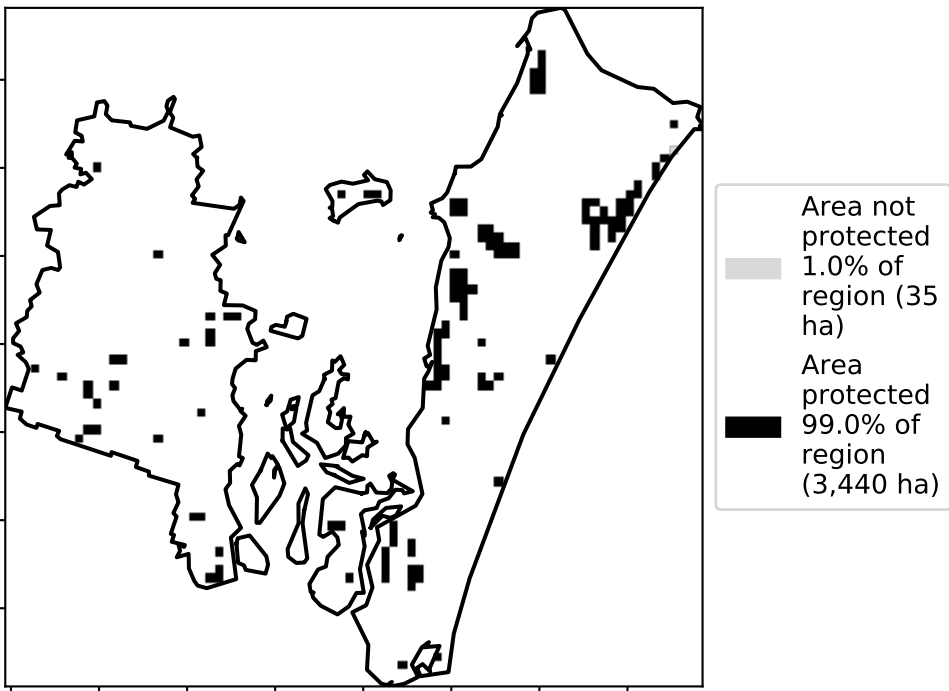 Area not
protected
1.0% of
region (35
ha)
Area
protected
99.0% of
region
(3,440 ha)